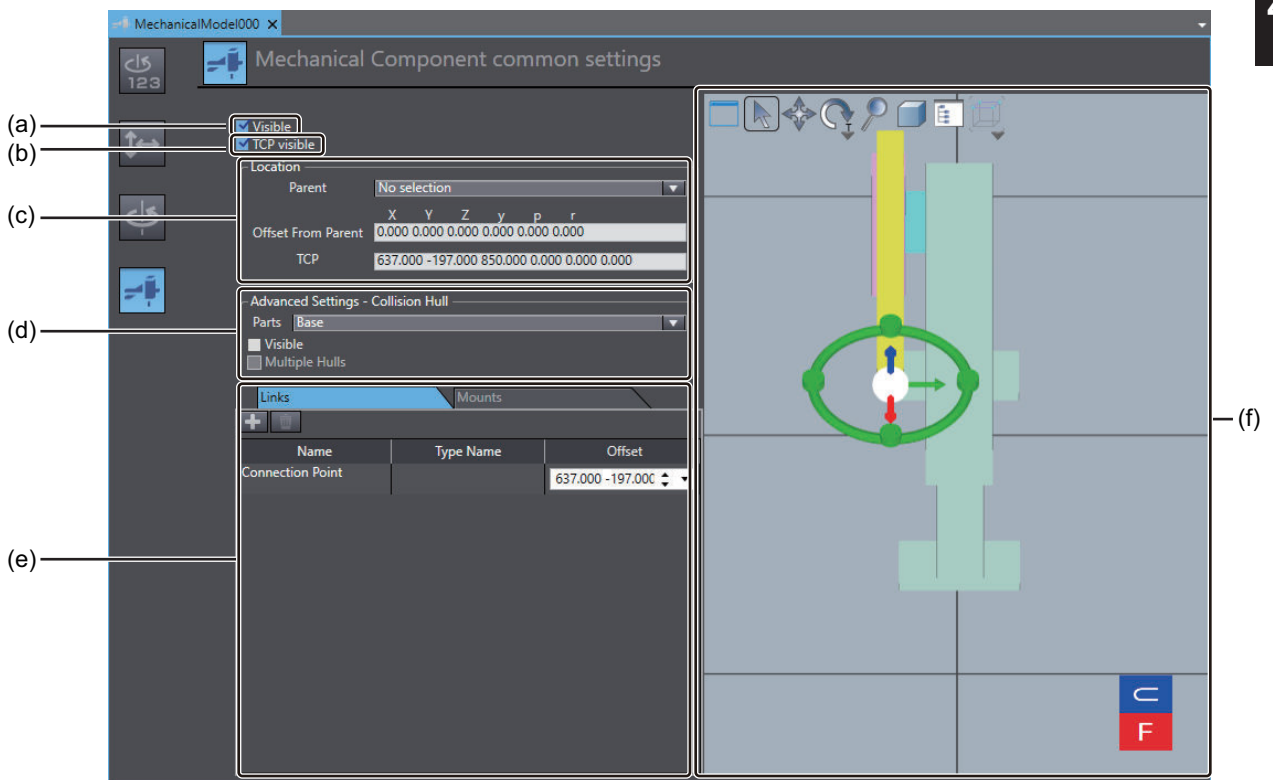 MechanicalModel000 ×
Mechanical Component common settings
123
(a)
Visible
(b)
TCP visible
Location
Parent No selection
(c)
X Y Z y p r
Offset From Parent 0.000 0.000 0.000 0.000 0.000 0.000
TCP 637.000 -197.000 850.000 0.000 0.000 0.000
Advanced Settings - Collision Hull
(d)
Parts Base
Visible
Multiple Hulls
Links Mounts
Name Type Name Offset
Connection Point 637.000 -197.000
(e)
T
(f)
F